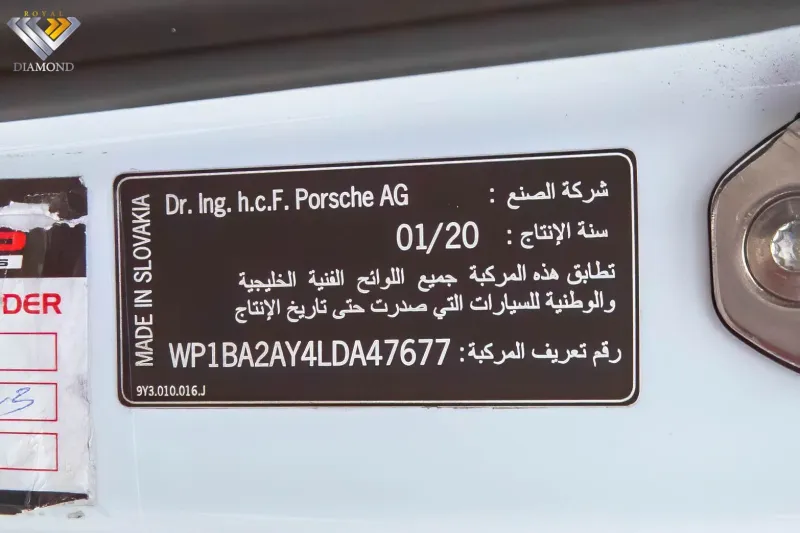 ROYAL
DIAMOND
MADE IN SLOVAKIA
شركة الصنع : Dr. Ing. h.c.F. Porsche AG
سنة الإنتاج : 01/20
تطابق هذه المركبة جميع اللوائح الفنية الخليجية
والوطنية للسيارات التي صدرت حتى تاريخ الإنتاج
رقم تعريف المركبة: WP1BA2AY4LDA47677
9Y3.010.016.J
DER